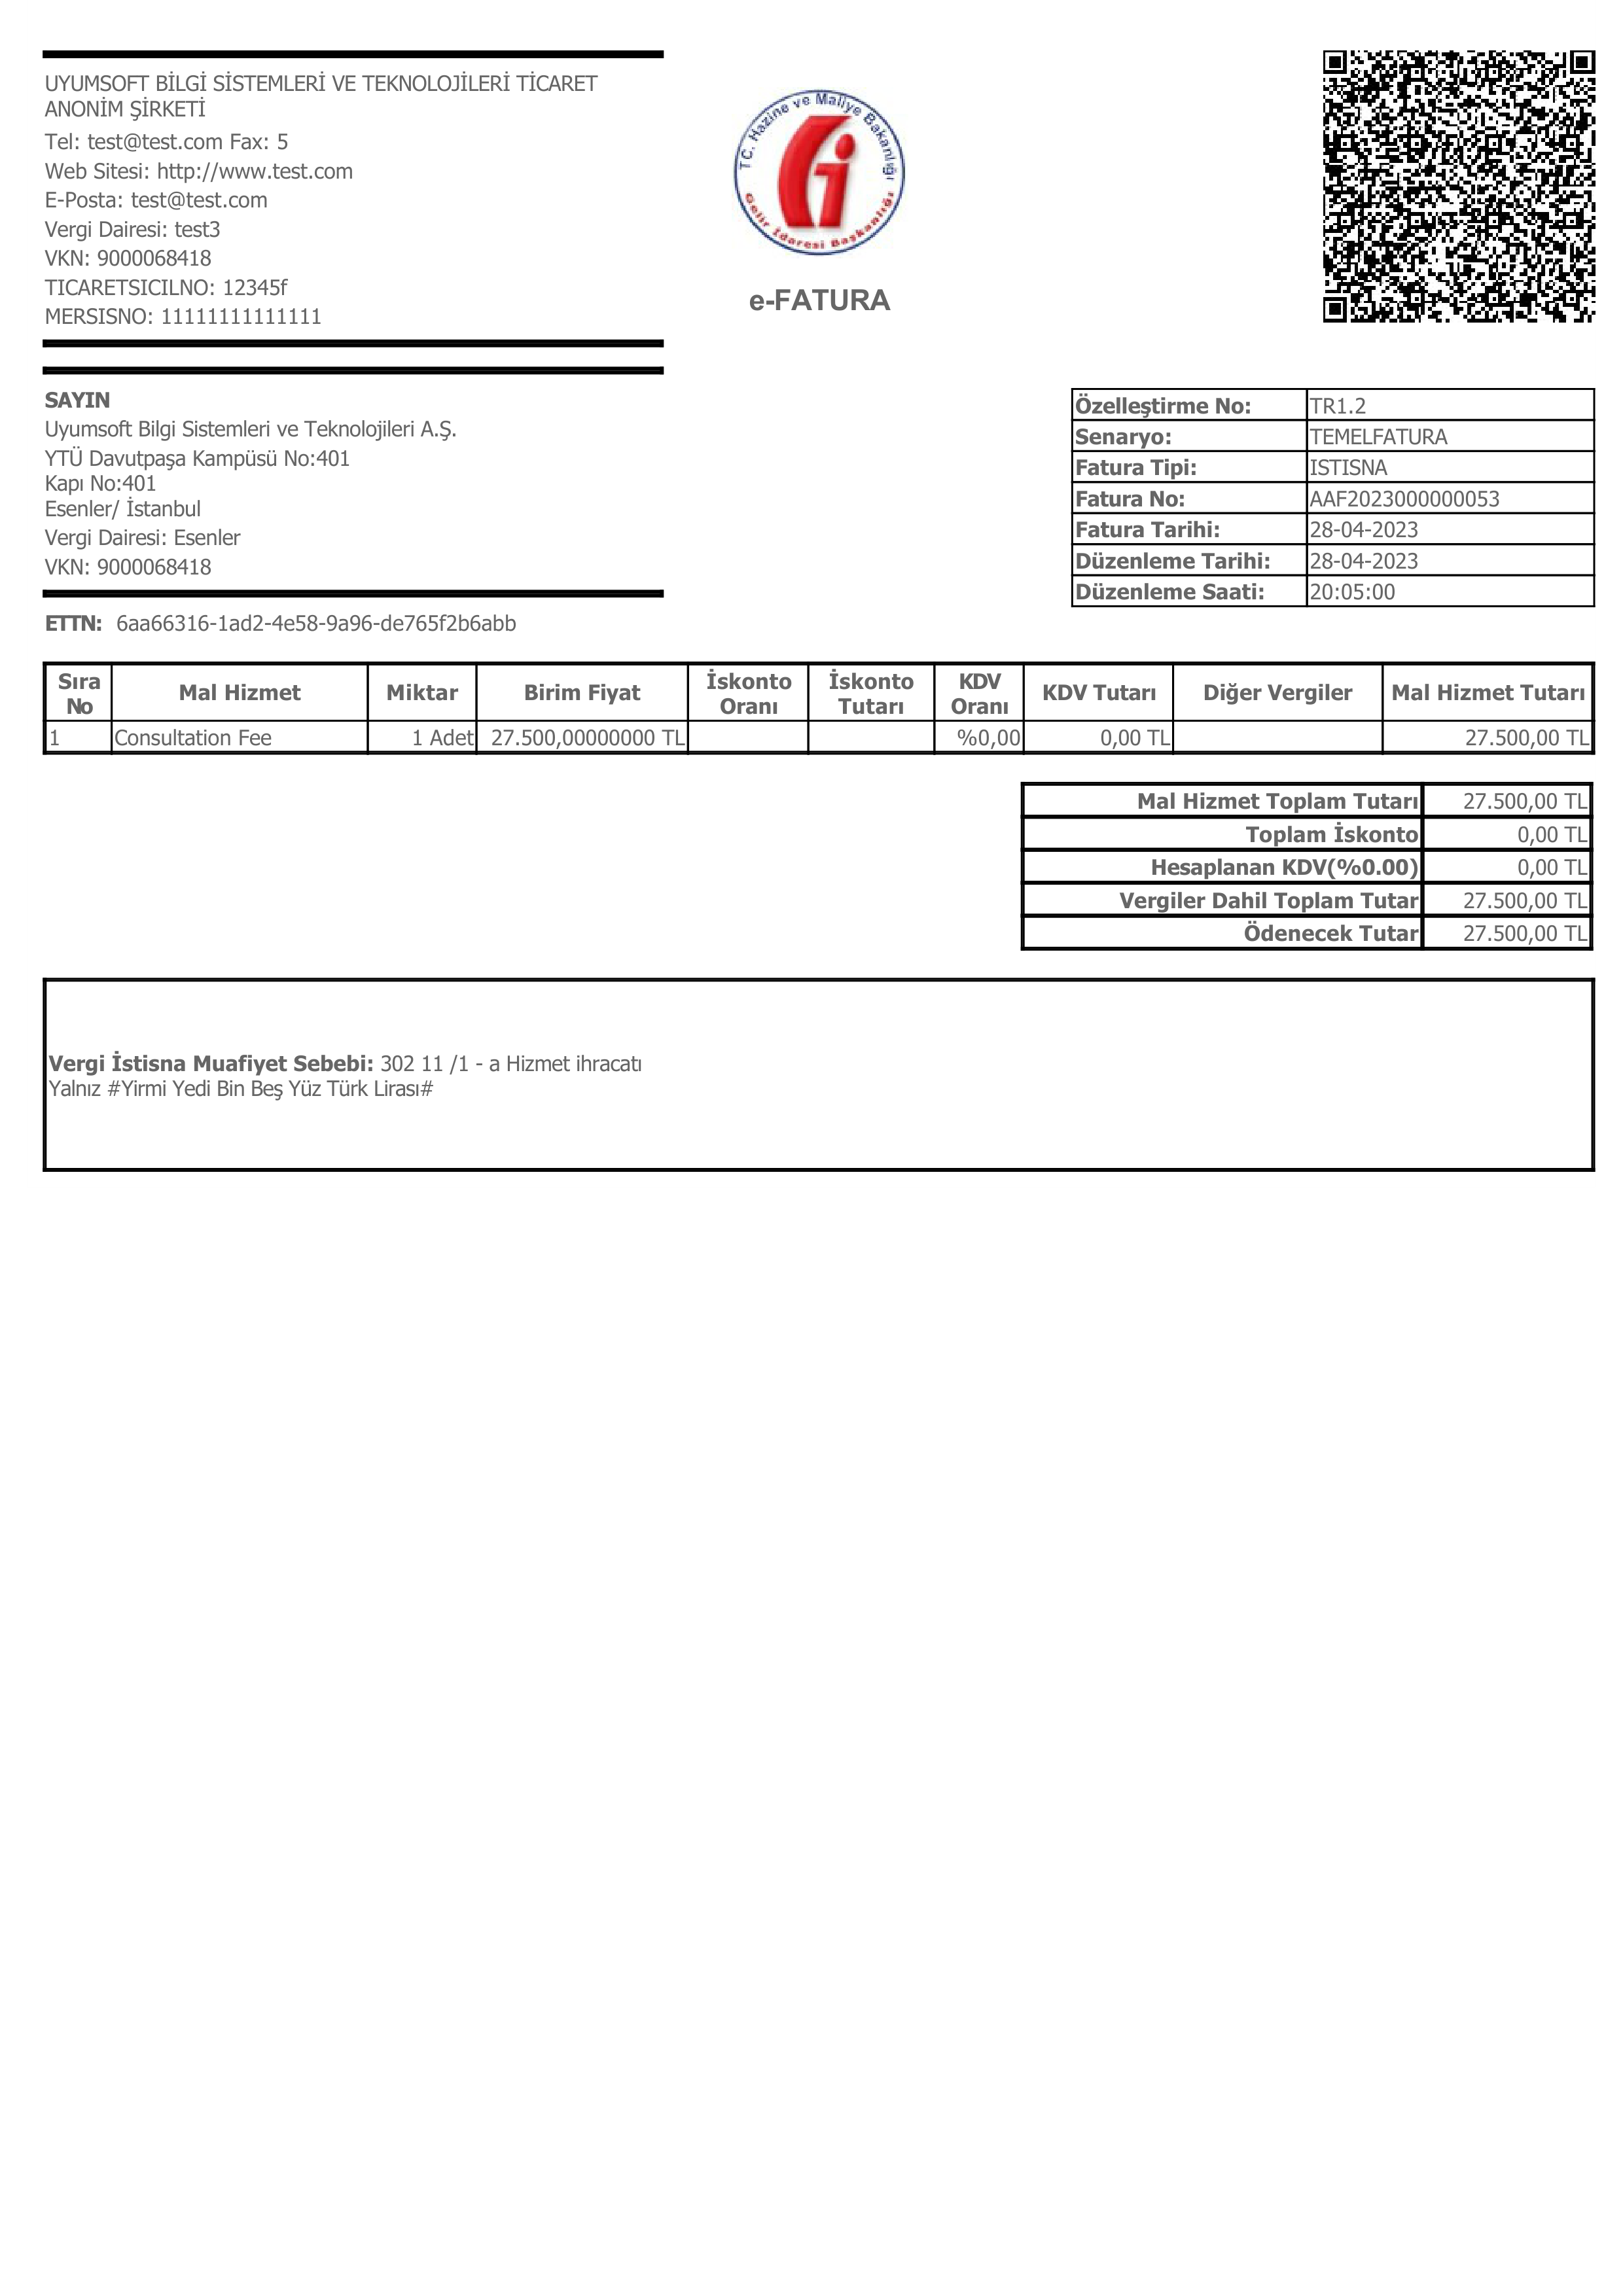 UYUMSOFT BİLGİ SİSTEMLERİ VE TEKNOLOJİLERİ TİCARET
ANONİM ŞİRKETİ
Tel: test@test.com Fax: 5
Web Sitesi: http://www.test.com
E-Posta: test@test.com
Vergi Dairesi: test3
VKN: 9000068418
TICARETSICILNO: 12345f
MERSISNO: 11111111111111
TC. Hazine ve Maliye Bakanlığı
Gelir İdaresi Başkanlığı
e-FATURA
SAYIN
Uyumsoft Bilgi Sistemleri ve Teknolojileri A.Ş.
YTÜ Davutpaşa Kampüsü No:401
Kapı No:401
Esenler/ İstanbul
Vergi Dairesi: Esenler
VKN: 9000068418
Özelleştirme No: TR1.2
Senaryo: TEMELFATURA
Fatura Tipi: ISTISNA
Fatura No: AAF2023000000053
Fatura Tarihi: 28-04-2023
Düzenleme Tarihi: 28-04-2023
Düzenleme Saati: 20:05:00
ETTN: 6aa66316-1ad2-4e58-9a96-de765f2b6abb
Sıra No Mal Hizmet Miktar Birim Fiyat İskonto Oranı İskonto Tutarı KDV Oranı KDV Tutarı Diğer Vergiler Mal Hizmet Tutarı
1 Consultation Fee 1 Adet 27.500,00000000 TL %0,00 0,00 TL 27.500,00 TL
Mal Hizmet Toplam Tutarı 27.500,00 TL
Toplam İskonto 0,00 TL
Hesaplanan KDV(%0.00) 0,00 TL
Vergiler Dahil Toplam Tutar 27.500,00 TL
Ödenecek Tutar 27.500,00 TL
Vergi İstisna Muafiyet Sebebi: 302 11 /1 - a Hizmet ihracatı
Yalnız #Yirmi Yedi Bin Beş Yüz Türk Lirası#